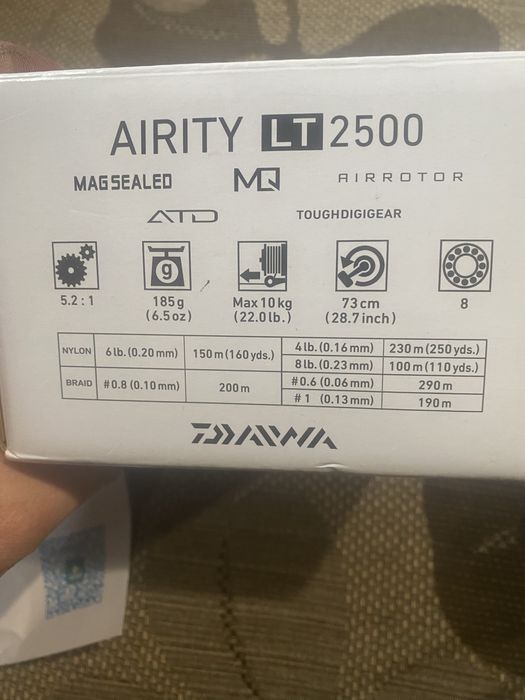 AIRITY LT 2500
MAGSEALED MQ AIRROTOR
ATD TOUGHDIGIGEAR
g
5.2 : 1 185g Max 10kg 73cm 8
(6.5oz) (22.0lb.) (28.7inch)
NYLON 6lb.(0.20mm) 150m(160yds.) 4lb.(0.16mm) 230m(250yds.)
8lb.(0.23mm) 100m(110yds.)
BRAID #0.8(0.10mm) 200m #0.6(0.06mm) 290m
#1 (0.13mm) 190m
DAIWA